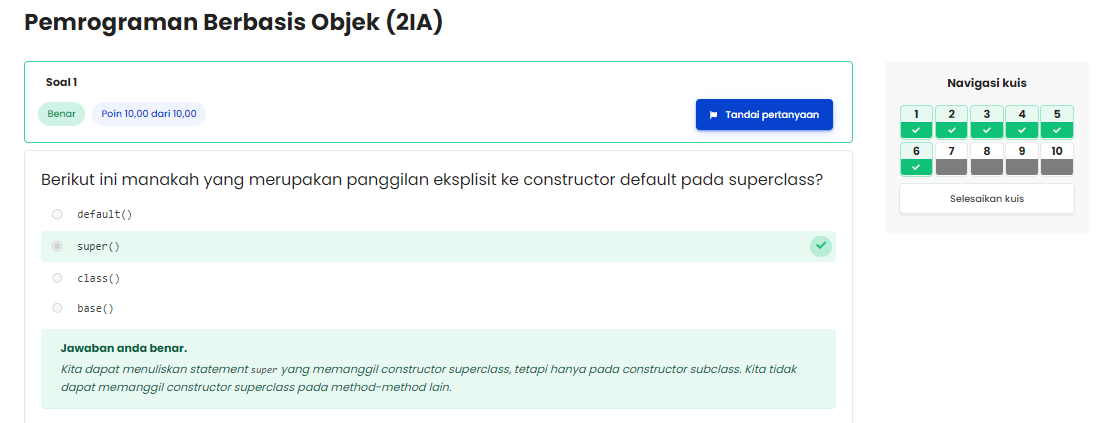 Pemrograman Berbasis Objek (2IA)
Soal 1
Benar
Poin 10,00 dari 10,00
Tandai pertanyaan
Berikut ini manakah yang merupakan panggilan eksplisit ke constructor default pada superclass?
default()
super()
class()
base()
Jawaban anda benar.
Kita dapat menuliskan statement super yang memanggil constructor superclass, tetapi hanya pada constructor subclass. Kita tidak
dapat memanggil constructor superclass pada method-method lain.
Navigasi kuis
1 2 3 4 5
6 7 8 9 10
Selesaikan kuis